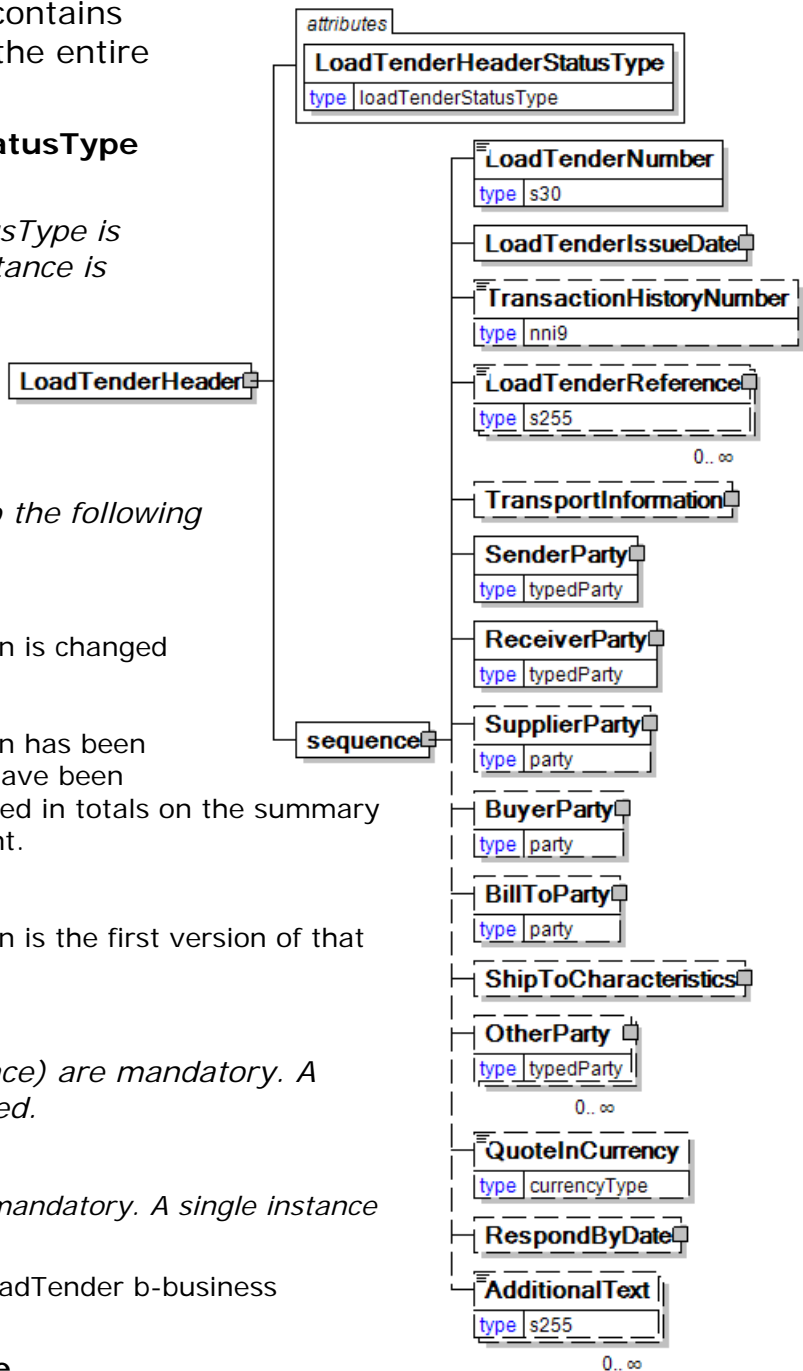 contains
the entire
atusType
sType is
tance is
o the following
n is changed
n has been
ave been
ed in totals on the summary
nt.
n is the first version of that
nce) are mandatory. A
ed.
mandatory. A single instance
oadTender b-business
e
LoadTenderHeader
attributes
LoadTenderHeaderStatusType
type loadTenderStatusType
sequence
LoadTenderNumber
type s30
LoadTenderIssueDate
TransactionHistoryNumber
type nni9
LoadTenderReference
type s255
0.. ∞
TransportInformation
SenderParty
type typedParty
ReceiverParty
type typedParty
SupplierParty
type party
BuyerParty
type party
BillToParty
type party
ShipToCharacteristics
OtherParty
type typedParty
0.. ∞
QuoteInCurrency
type currencyType
RespondByDate
AdditionalText
type s255
0.. ∞